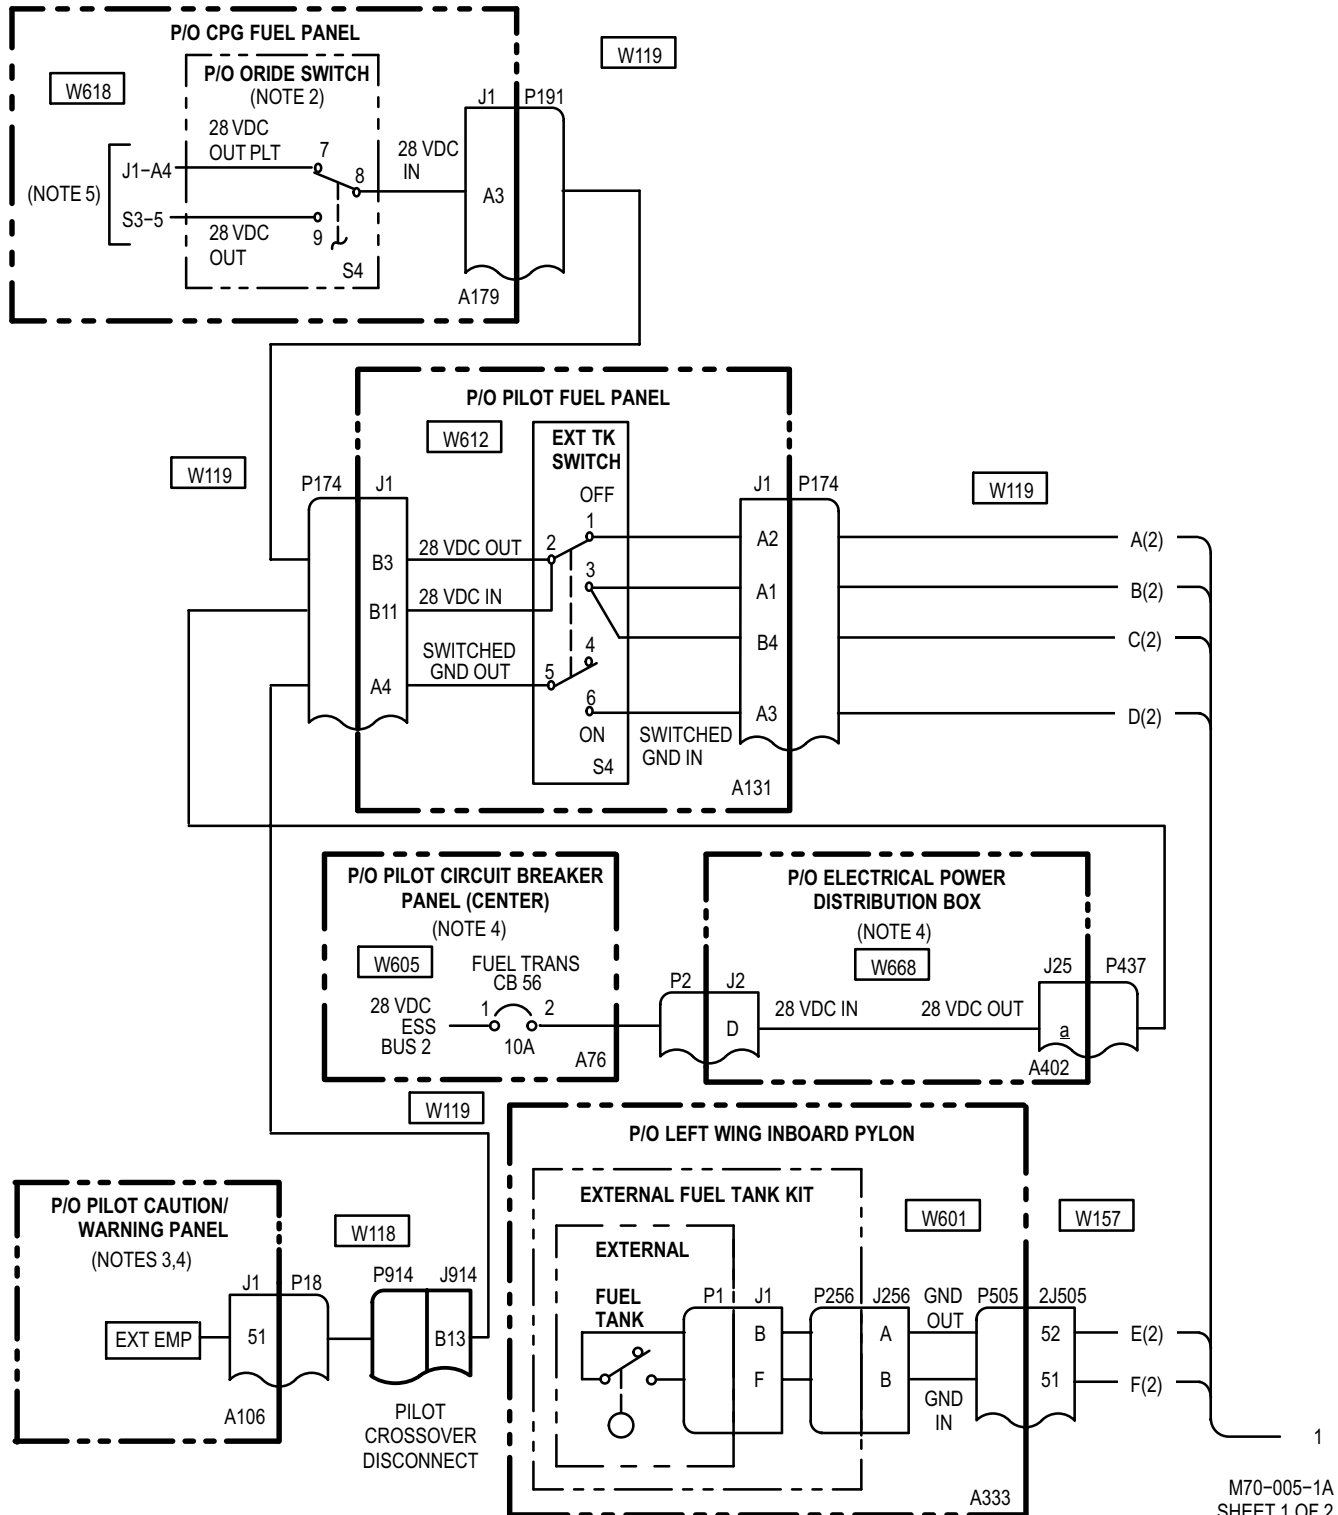 P/O CPG FUEL PANEL
W119
W618
P/O ORIDE SWITCH
(NOTE 2)
J1 P191
28 VDC
OUT PLT
7
8
28 VDC
IN
(NOTE 5)
J1−A4
A3
S3−5
28 VDC
OUT
9
S4
A179
P/O PILOT FUEL PANEL
W612
EXT TK
SWITCH
W119
W119
P174 J1
OFF
J1 P174
1
B3
28 VDC OUT
2
A2
A(2)
3
B11
28 VDC IN
A1
B(2)
B4
C(2)
SWITCHED
GND OUT
4
A4
5
6
A3
D(2)
ON
SWITCHED
GND IN
S4
A131
P/O PILOT CIRCUIT BREAKER
PANEL (CENTER)
(NOTE 4)
W605
FUEL TRANS
CB 56
28 VDC
ESS
BUS 2
1 2
10A
A76
P/O ELECTRICAL POWER
DISTRIBUTION BOX
(NOTE 4)
W668
P2 J2
J25 P437
D
28 VDC IN
28 VDC OUT
a
A402
W119
P/O LEFT WING INBOARD PYLON
P/O PILOT CAUTION/
WARNING PANEL
(NOTES 3,4)
W118
EXTERNAL FUEL TANK KIT
W601
W157
EXTERNAL
FUEL
TANK
J1 P18
P914 J914
EXT EMP
51
B13
A106
PILOT
CROSSOVER
DISCONNECT
P1 J1
P256 J256
GND
OUT
P505 2J505
B
A
52
E(2)
F
B
51
F(2)
GND
IN
A333
1
M70−005−1A
SHEET 1 OF 2